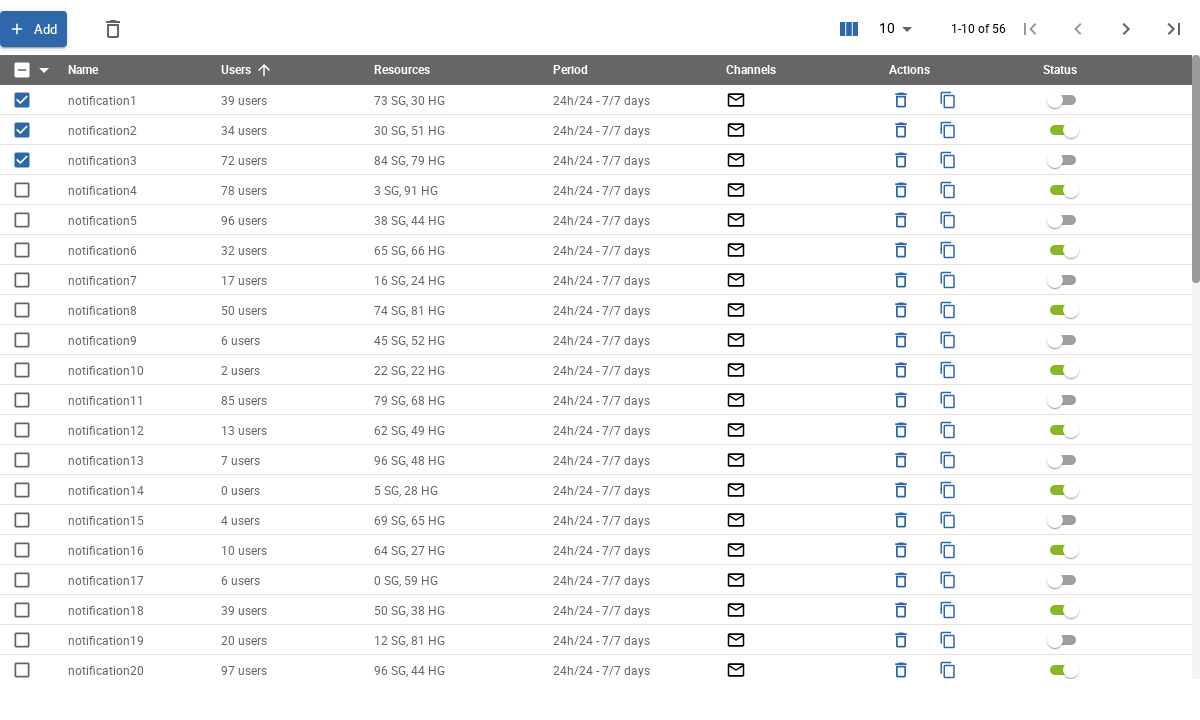 Add 10 1-10 of 56
Name Users Resources Period Channels Actions Status
notification1 39 users 73 SG, 30 HG 24h/24 - 7/7 days
notification2 34 users 30 SG, 51 HG 24h/24 - 7/7 days
notification3 72 users 84 SG, 79 HG 24h/24 - 7/7 days
notification4 78 users 3 SG, 91 HG 24h/24 - 7/7 days
notification5 96 users 38 SG, 44 HG 24h/24 - 7/7 days
notification6 32 users 65 SG, 66 HG 24h/24 - 7/7 days
notification7 17 users 16 SG, 24 HG 24h/24 - 7/7 days
notification8 50 users 74 SG, 81 HG 24h/24 - 7/7 days
notification9 6 users 45 SG, 52 HG 24h/24 - 7/7 days
notification10 2 users 22 SG, 22 HG 24h/24 - 7/7 days
notification11 85 users 79 SG, 68 HG 24h/24 - 7/7 days
notification12 13 users 62 SG, 49 HG 24h/24 - 7/7 days
notification13 7 users 96 SG, 48 HG 24h/24 - 7/7 days
notification14 0 users 5 SG, 28 HG 24h/24 - 7/7 days
notification15 4 users 69 SG, 65 HG 24h/24 - 7/7 days
notification16 10 users 64 SG, 27 HG 24h/24 - 7/7 days
notification17 6 users 0 SG, 59 HG 24h/24 - 7/7 days
notification18 39 users 50 SG, 38 HG 24h/24 - 7/7 days
notification19 20 users 12 SG, 81 HG 24h/24 - 7/7 days
notification20 97 users 96 SG, 44 HG 24h/24 - 7/7 days